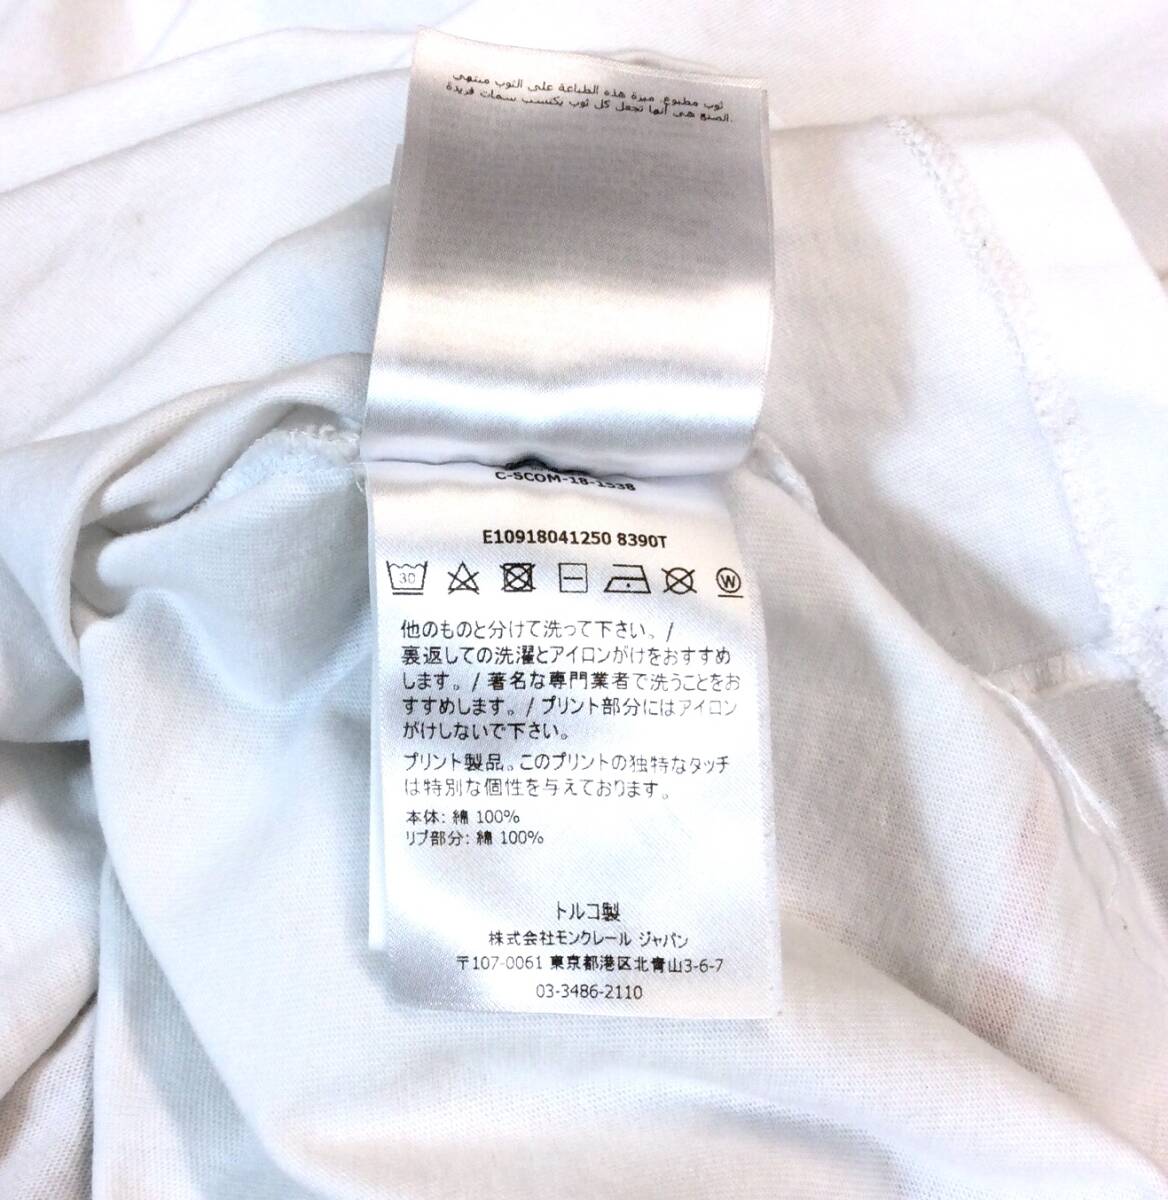 ثوب مطبوع. ميزة هذه الطباعة على الثوب منتهي
الصنع هي أنها تجعل كل ثوب يكتسب سمات فريدة.
C-SCOM-18-1538
E10918041250 8390T
30
W
他のものと分けて洗って下さい。/
裏返しての洗濯とアイロンがけをおすすめ
します。/ 著名な専門業者で洗うことをお
すすめします。/ プリント部分にはアイロン
がけしないで下さい。
プリント製品。このプリントの独特なタッチ
は特別な個性を与えております。
本体: 綿 100%
リブ部分: 綿 100%
トルコ製
株式会社モンクレール ジャパン
〒107-0061 東京都港区北青山3-6-7
03-3486-2110